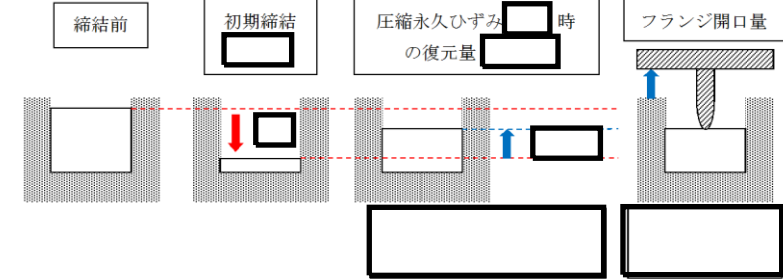 締結前
初期締結
圧縮永久ひずみ 時
の復元量
フランジ開口量